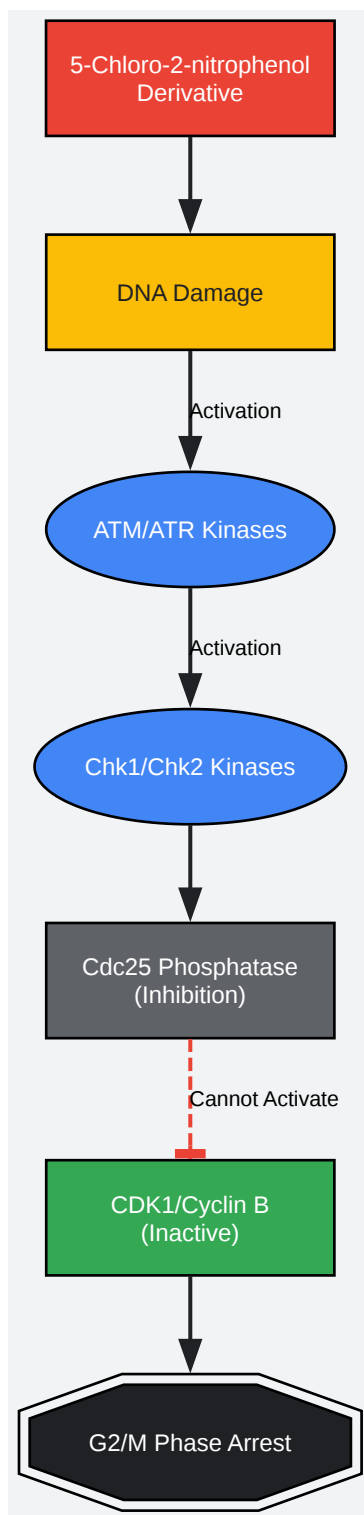 5-Chloro-2-nitrophenol
Derivative
DNA Damage
Activation
ATM/ATR Kinases
Activation
Chk1/Chk2 Kinases
Cdc25 Phosphatase
(Inhibition)
Cannot Activate
CDK1/Cyclin B
(Inactive)
G2/M Phase Arrest